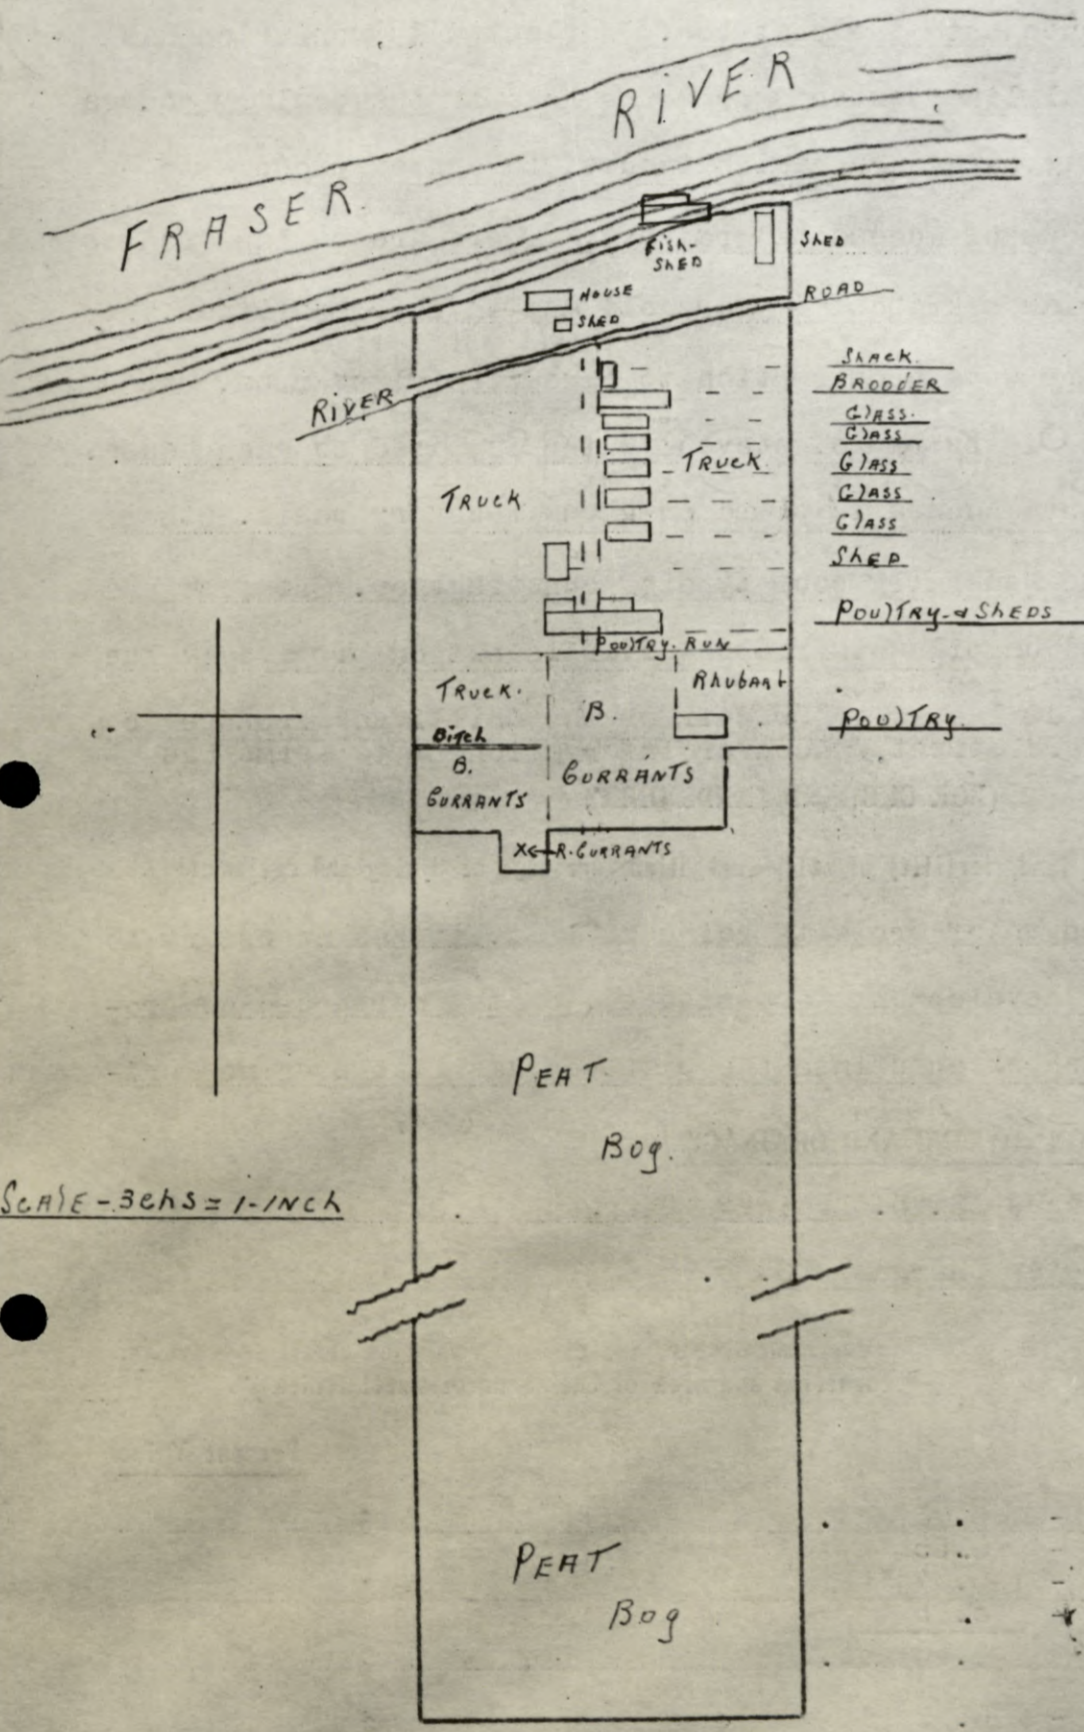 RIVER
FRASER
FISH-
SHED
SHED
HOUSE
SHED
ROAD
RIVER
SHACK.
BROODER
GLASS.
GLASS
GLASS
GLASS
GLASS
SHED
TRUCK
TRUCK
POULTRY & SHEDS
POULTRY. RUN
TRUCK.
B.
RHUBARB
POULTRY.
DITCH
B.
CURRANTS
CURRANTS
X←R. CURRANTS
PEAT
BOG.
SCALE - 3 CHS = 1-INCH
PEAT
BOG